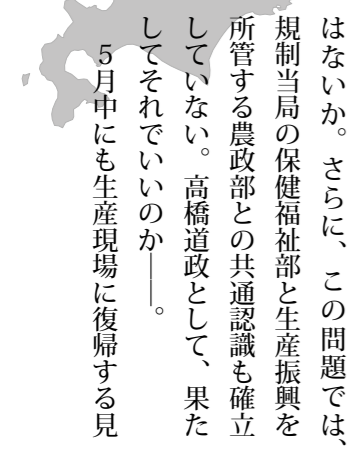 はないか。さらに、この問題では、
規制当局の保健福祉部と生産振興を
所管する農政部との共通認識も確立
していない。高橋道政として、果た
してそれでいいのか――。
　５月中にも生産現場に復帰する見